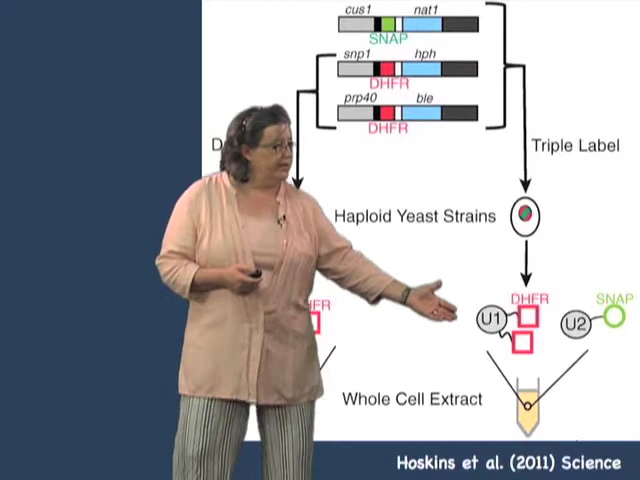 cus1 nat1
SNAP
snp1 hph
DHFR
prp40 ble
DHFR
Triple Label
Haploid Yeast Strains
DHFR SNAP
U1 U2
Whole Cell Extract
Hoskins et al. (2011) Science